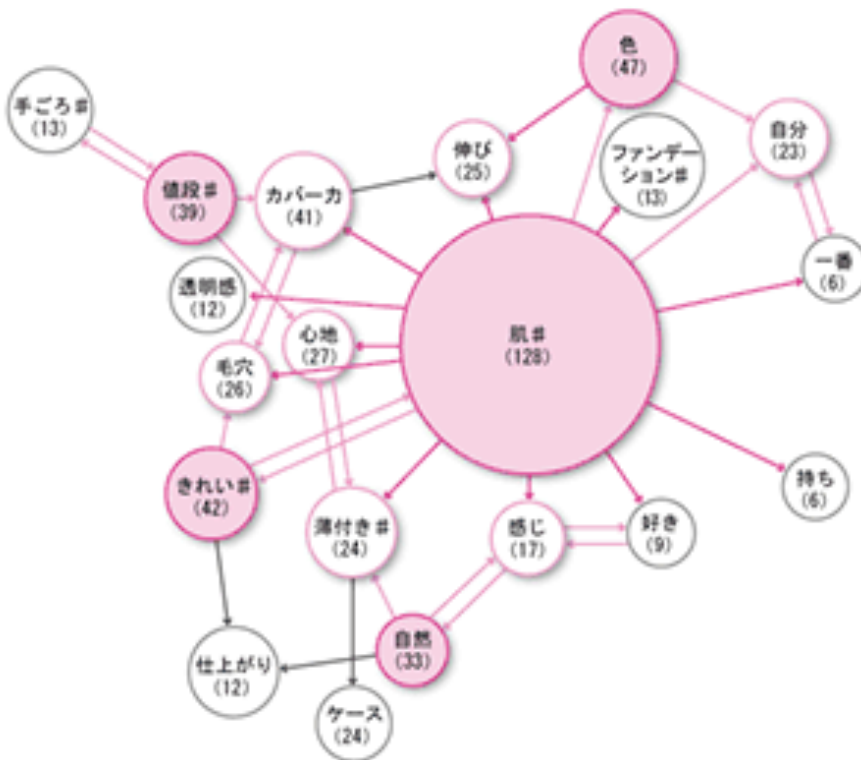 色
(47)
手ごろ#
(13)
自分
(23)
伸び
(25)
ファンデー
ション#
(13)
値段#
(39)
カバー力
(41)
一番
(6)
透明感
(12)
心地
(27)
肌#
(128)
毛穴
(26)
きれい#
(42)
持ち
(6)
薄付き#
(24)
感じ
(17)
好き
(9)
自然
(33)
仕上がり
(12)
ケース
(24)